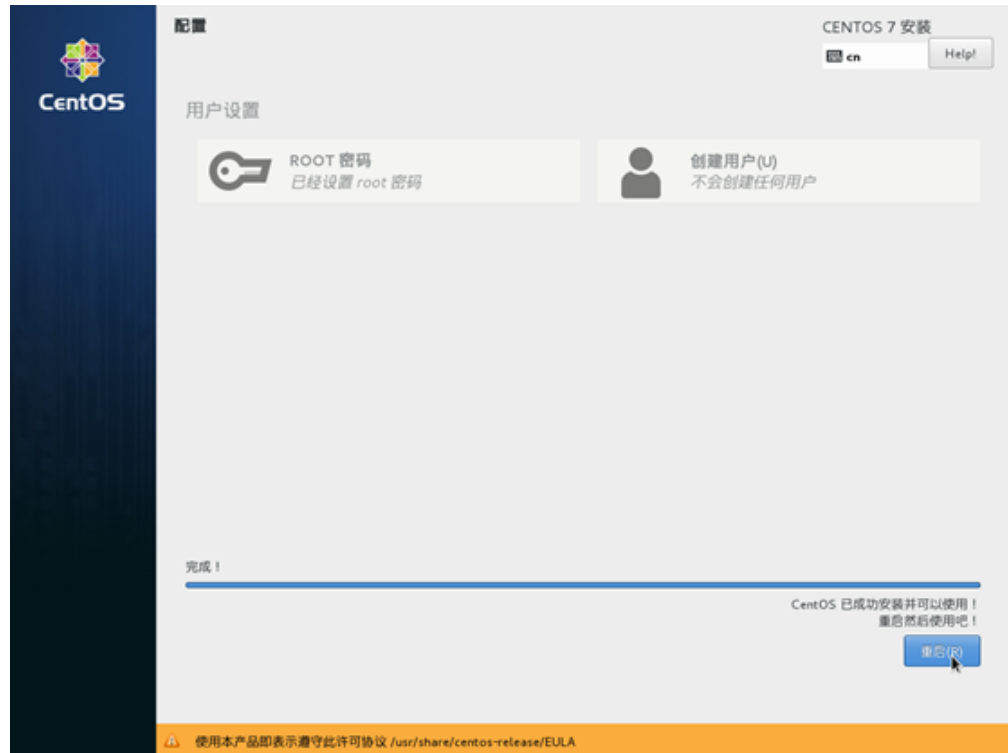 配置
CENTOS 7 安装
cn
Help!
CentOS
用户设置
ROOT 密码
已经设置 root 密码
创建用户(U)
不会创建任何用户
完成！
CentOS 已成功安装并可以使用！
重启然后使用吧！
重启(R)
使用本产品即表示遵守此许可协议 /usr/share/centos-release/EULA